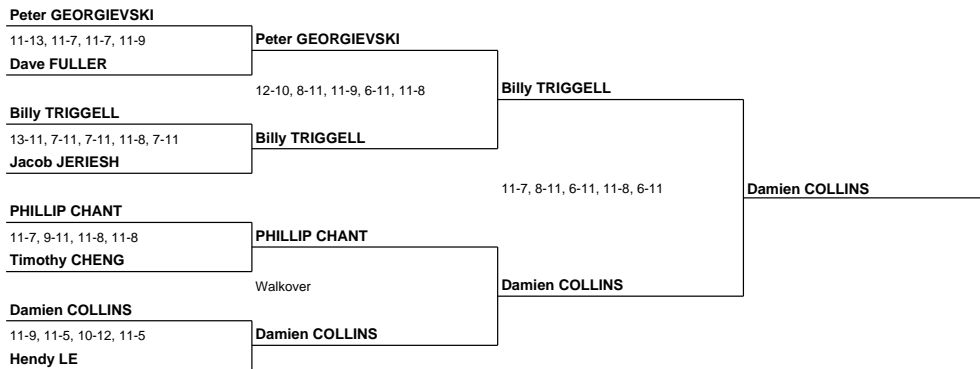 Peter GEORGIEVSKI
11-13, 11-7, 11-7, 11-9
Dave FULLER
Peter GEORGIEVSKI
12-10, 8-11, 11-9, 6-11, 11-8
Billy TRIGGELL
Billy TRIGGELL
13-11, 7-11, 7-11, 11-8, 7-11
Jacob JERIESH
Billy TRIGGELL
11-7, 8-11, 6-11, 11-8, 6-11
Damien COLLINS
PHILLIP CHANT
11-7, 9-11, 11-8, 11-8
Timothy CHENG
PHILLIP CHANT
Walkover
Damien COLLINS
Damien COLLINS
11-9, 11-5, 10-12, 11-5
Hendy LE
Damien COLLINS